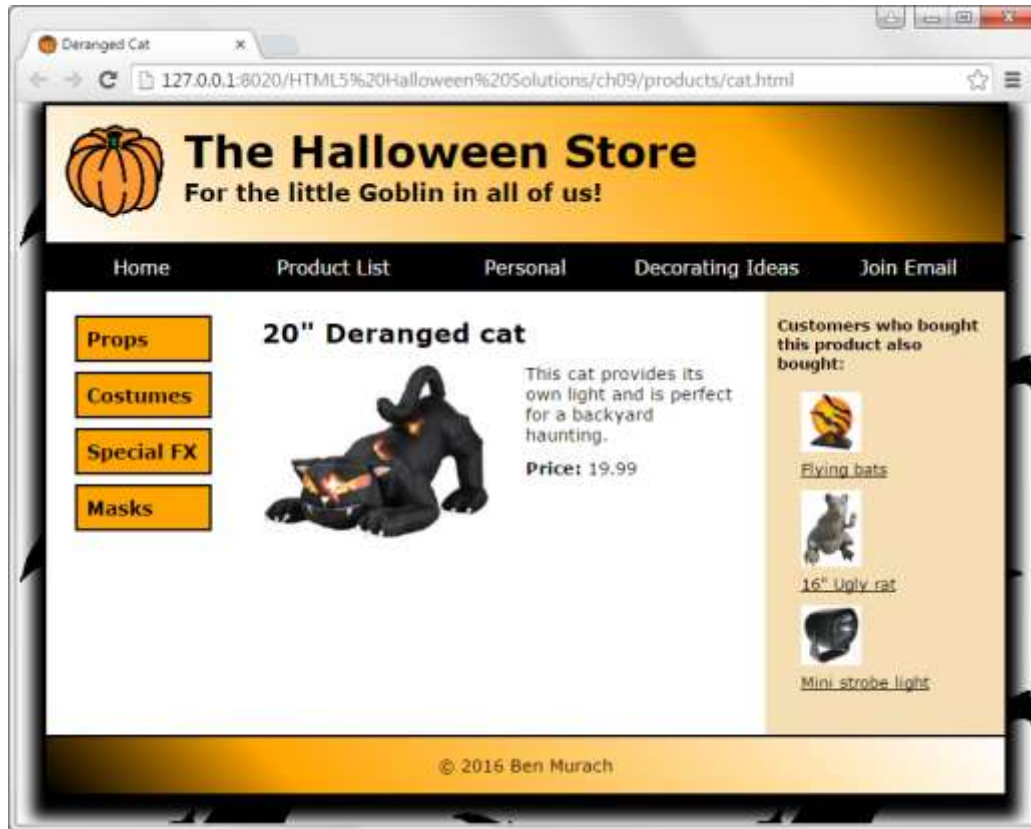 Deranged Cat
127.0.0.1:8020/HTML5%20Halloween%20Solutions/ch09/products/cat.html
The Halloween Store
For the little Goblin in all of us!
Home
Product List
Personal
Decorating Ideas
Join Email
Props
Costumes
Special FX
Masks
20" Deranged cat
This cat provides its
own light and is perfect
for a backyard
haunting.
Price: 19.99
Customers who bought
this product also
bought:
Flying bats
16" Ugly rat
Mini strobe light
© 2016 Ben Murach